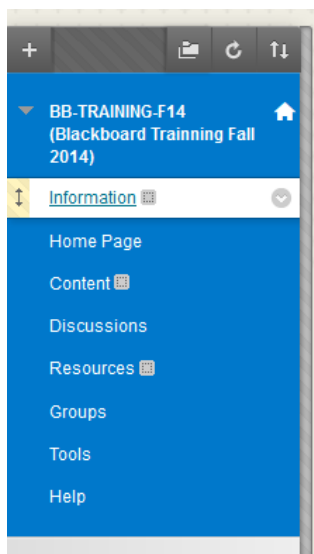 BB-TRAINING-F14
(Blackboard Trainning Fall
2014)
Information
Home Page
Content
Discussions
Resources
Groups
Tools
Help